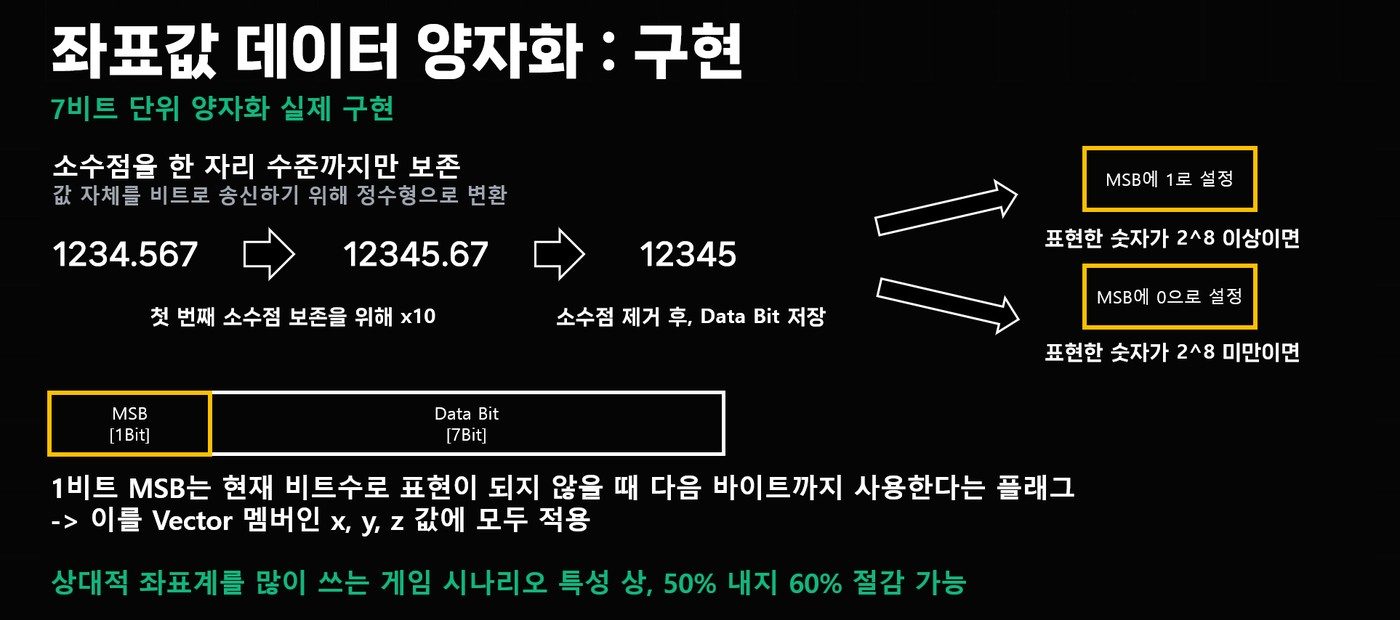 좌표값 데이터 양자화 : 구현
7비트 단위 양자화 실제 구현
소수점을 한 자리 수준까지만 보존
값 자체를 비트로 송신하기 위해 정수형으로 변환
1234.567
12345.67
12345
첫 번째 소수점 보존을 위해 x10
소수점 제거 후, Data Bit 저장
MSB에 1로 설정
표현한 숫자가 2^8 이상이면
MSB에 0으로 설정
표현한 숫자가 2^8 미만이면
MSB
[1Bit]
Data Bit
[7Bit]
1비트 MSB는 현재 비트수로 표현이 되지 않을 때 다음 바이트까지 사용한다는 플래그
-> 이를 Vector 멤버인 x, y, z 값에 모두 적용
상대적 좌표계를 많이 쓰는 게임 시나리오 특성 상, 50% 내지 60% 절감 가능